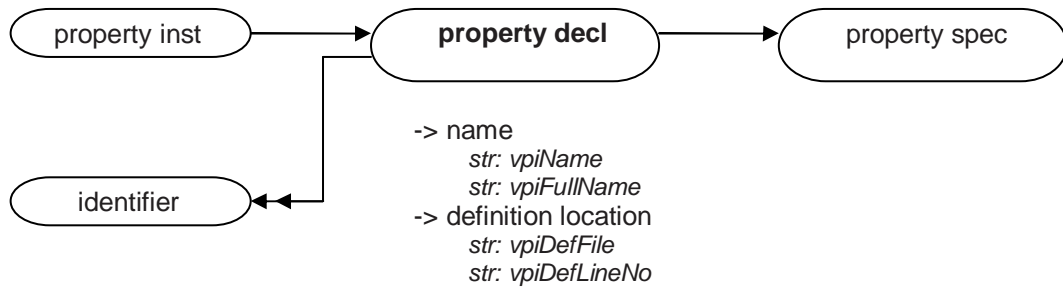 property inst
property decl
property spec
identifier
-> name
str: vpiName
str: vpiFullName
-> definition location
str: vpiDefFile
str: vpiDefLineNo